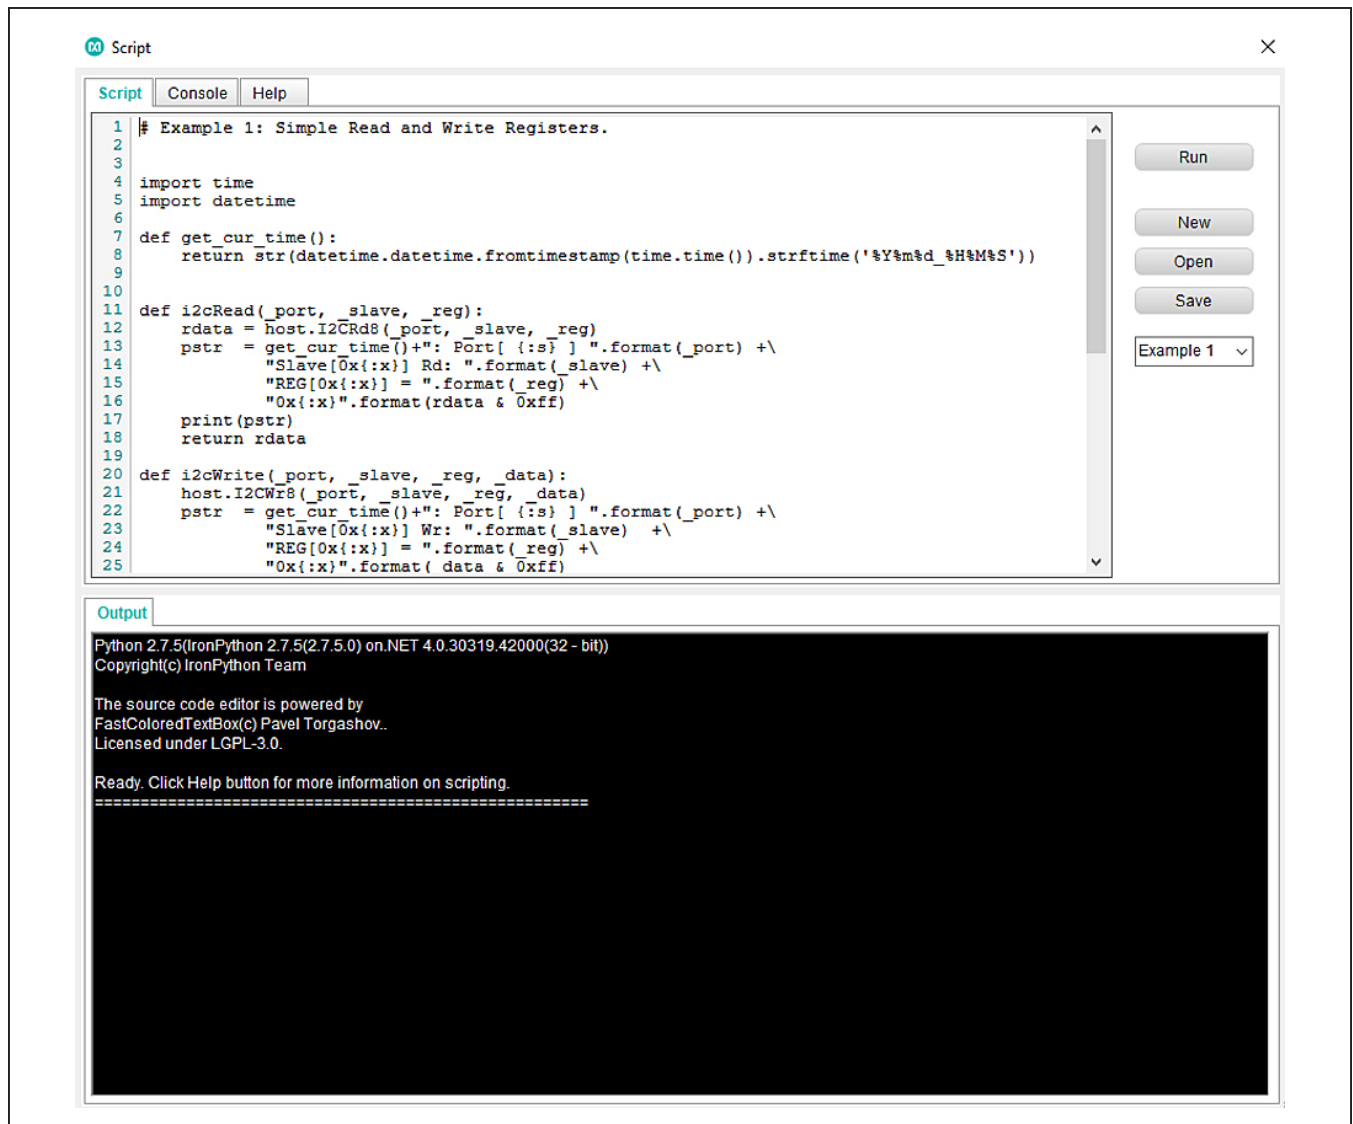 Script
Script Console Help
1 # Example 1: Simple Read and Write Registers.
2
3
4 import time
5 import datetime
6
7 def get_cur_time():
8     return str(datetime.datetime.fromtimestamp(time.time()).strftime('%Y%m%d_%H%M%S'))
9
10
11 def i2cRead(_port, _slave, _reg):
12     rdata = host.I2CRd8(_port, _slave, _reg)
13     pstr  = get_cur_time()+": Port[ {:s} ] ".format(_port) +\
14             "Slave[0x{:x}] Rd: ".format(_slave) +\
15             "REG[0x{:x}] = ".format(_reg) +\
16             "0x{:x}".format(rdata & 0xff)
17     print(pstr)
18     return rdata
19
20 def i2cWrite(_port, _slave, _reg, _data):
21     host.I2CWr8(_port, _slave, _reg, _data)
22     pstr  = get_cur_time()+": Port[ {:s} ] ".format(_port) +\
23             "Slave[0x{:x}] Wr: ".format(_slave)  +\
24             "REG[0x{:x}] = ".format(_reg) +\
25             "0x{:x}".format(_data & 0xff)
Run
New
Open
Save
Example 1
Output
Python 2.7.5(IronPython 2.7.5(2.7.5.0) on.NET 4.0.30319.42000(32 - bit))
Copyright(c) IronPython Team
The source code editor is powered by
FastColoredTextBox(c) Pavel Torgashov..
Licensed under LGPL-3.0.
Ready. Click Help button for more information on scripting.
======================================================